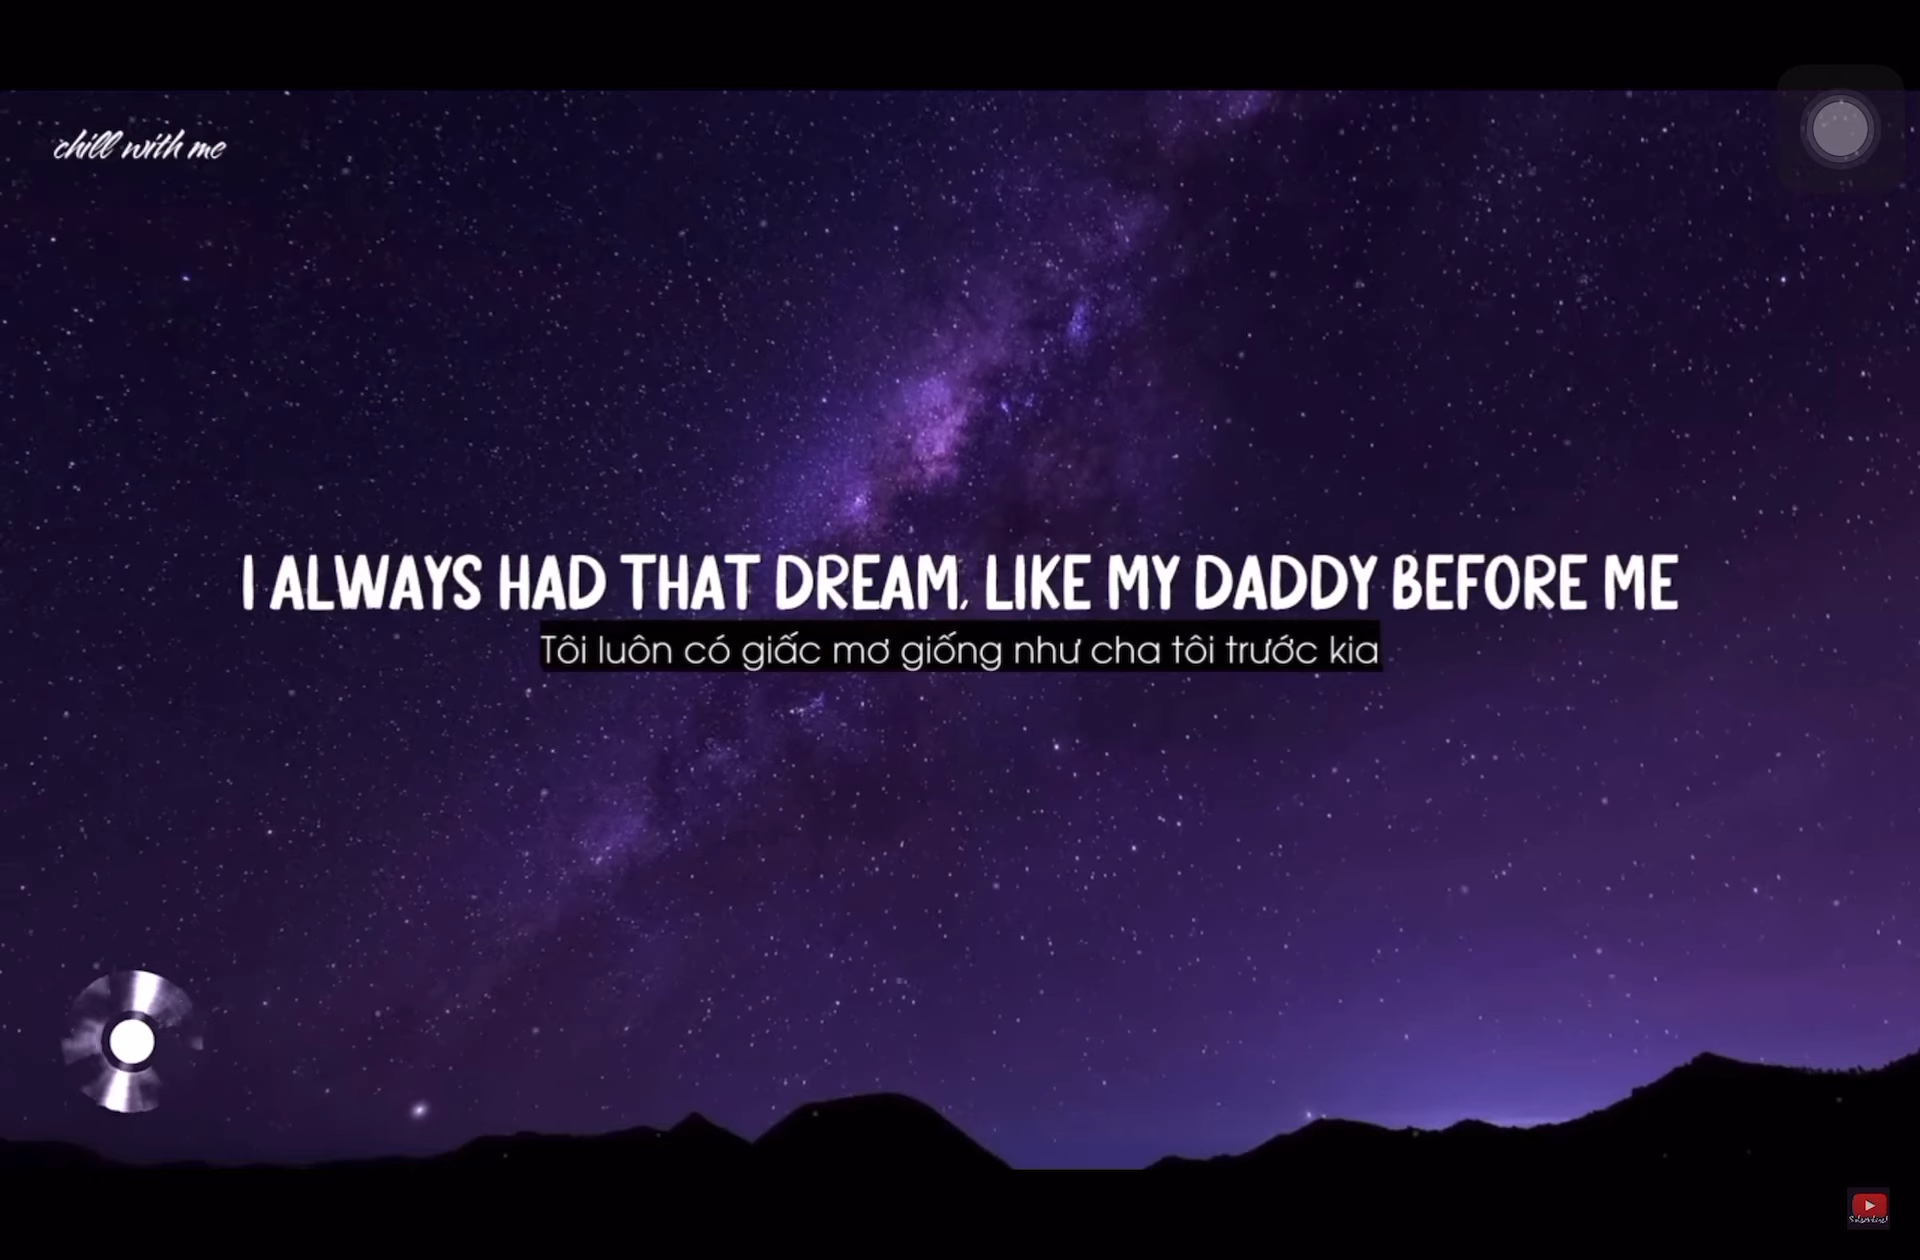 chill with me
I ALWAYS HAD THAT DREAM, LIKE MY DADDY BEFORE ME
Tôi luôn có giấc mơ giống như cha tôi trước kia
Subscribe!